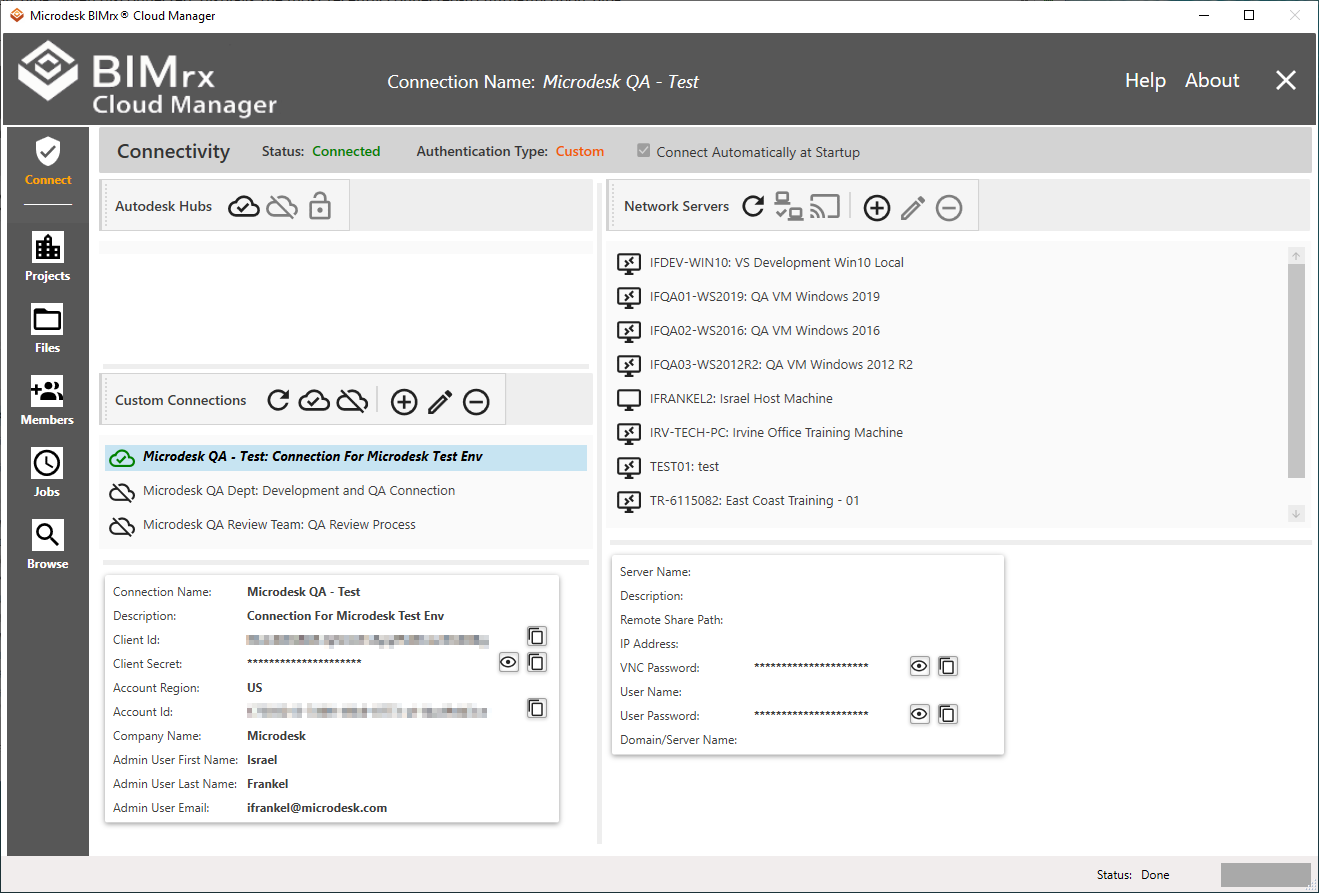 Microdesk BIMrx® Cloud Manager
BIMrx
Cloud Manager
Connection Name: Microdesk QA - Test
Help About
Connect
Projects
Files
Members
Jobs
Browse
Connectivity Status: Connected Authentication Type: Custom Connect Automatically at Startup
Autodesk Hubs
Custom Connections
Microdesk QA - Test: Connection For Microdesk Test Env
Microdesk QA Dept: Development and QA Connection
Microdesk QA Review Team: QA Review Process
Connection Name: Microdesk QA - Test
Description: Connection For Microdesk Test Env
Client Id:
Client Secret: *********************
Account Region: US
Account Id:
Company Name: Microdesk
Admin User First Name: Israel
Admin User Last Name: Frankel
Admin User Email: ifrankel@microdesk.com
Network Servers
IFDEV-WIN10: VS Development Win10 Local
IFQA01-WS2019: QA VM Windows 2019
IFQA02-WS2016: QA VM Windows 2016
IFQA03-WS2012R2: QA VM Windows 2012 R2
IFRANKEL2: Israel Host Machine
IRV-TECH-PC: Irvine Office Training Machine
TEST01: test
TR-6115082: East Coast Training - 01
Server Name:
Description:
Remote Share Path:
IP Address:
VNC Password: *********************
User Name:
User Password: *********************
Domain/Server Name:
Status: Done